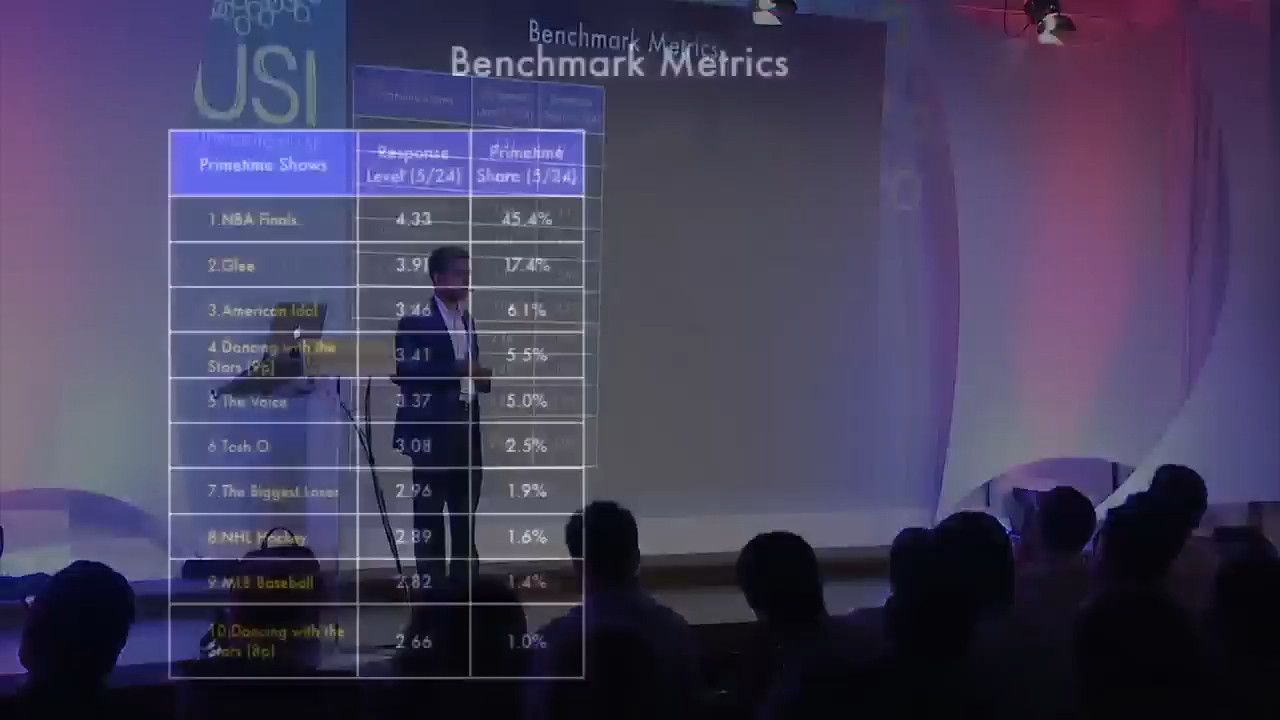 Benchmark Metrics
Benchmark Metrics
USI
Primetime Shows
Response Level (5/24)
Primetime Share (5/24)
1.NBA Finals
4.33
45.4%
2.Glee
3.91
17.4%
3.American Idol
3.46
6.1%
4 Dancing with the
Stars (9p)
3.41
5.5%
5.The Voice
3.37
5.0%
6 Tosh O
3.08
2.5%
7 The Biggest Loser
2.96
1.9%
8.NHL Hockey
2.89
1.6%
9 MLB Baseball
2.82
1.4%
10.Dancing with the
Stars (8p)
2.66
1.0%